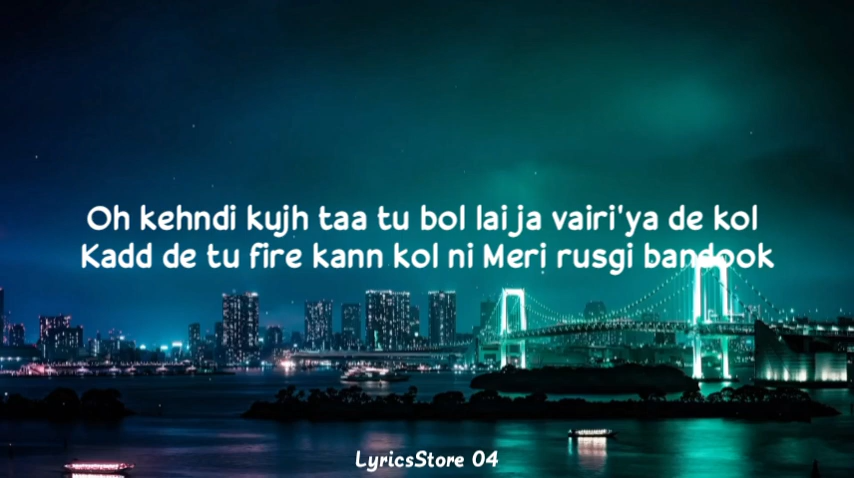 Oh kehndi kujh taa tu bol lai ja vairi'ya de kol
Kadd de tu fire kann kol ni Meri rusgi bandook
LyricsStore 04